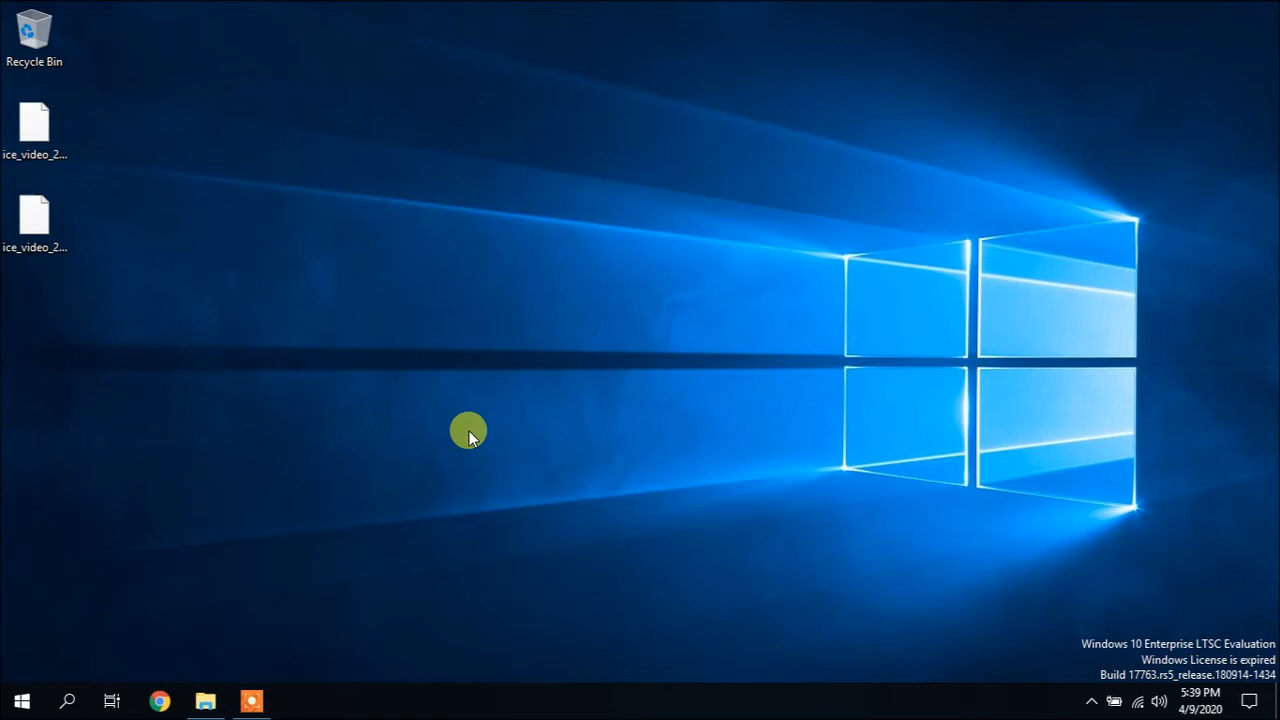 Recycle Bin
ice_video_2...
ice_video_2...
Windows 10 Enterprise LTSC Evaluation
Windows License is expired
Build 17763.rs5_release.180914-1434
5:39 PM
4/9/2020